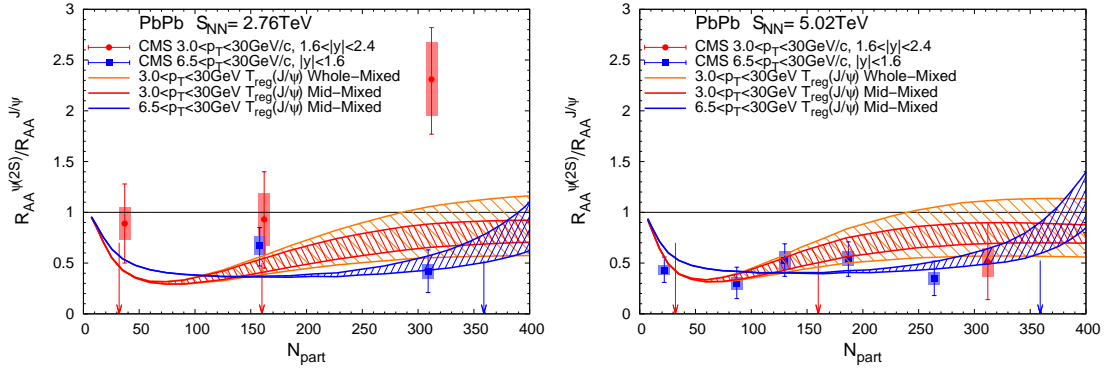 PbPb S_NN= 2.76TeV
CMS 3.0<p_T<30GeV/c, 1.6<|y|<2.4
CMS 6.5<p_T<30GeV/c, |y|<1.6
3.0<p_T<30GeV T_reg(J/ψ) Whole−Mixed
3.0<p_T<30GeV T_reg(J/ψ) Mid−Mixed
6.5<p_T<30GeV T_reg(J/ψ) Mid−Mixed
R_AA^ψ(2S)/R_AA^J/ψ
3
2.5
2
1.5
1
0.5
0
0 50 100 150 200 250 300 350 400
N_part
PbPb S_NN= 5.02TeV
CMS 3.0<p_T<30GeV/c, 1.6<|y|<2.4
CMS 6.5<p_T<30GeV/c, |y|<1.6
3.0<p_T<30GeV T_reg(J/ψ) Whole−Mixed
3.0<p_T<30GeV T_reg(J/ψ) Mid−Mixed
6.5<p_T<30GeV T_reg(J/ψ) Mid−Mixed
R_AA^ψ(2S)/R_AA^J/ψ
3
2.5
2
1.5
1
0.5
0
0 50 100 150 200 250 300 350 400
N_part